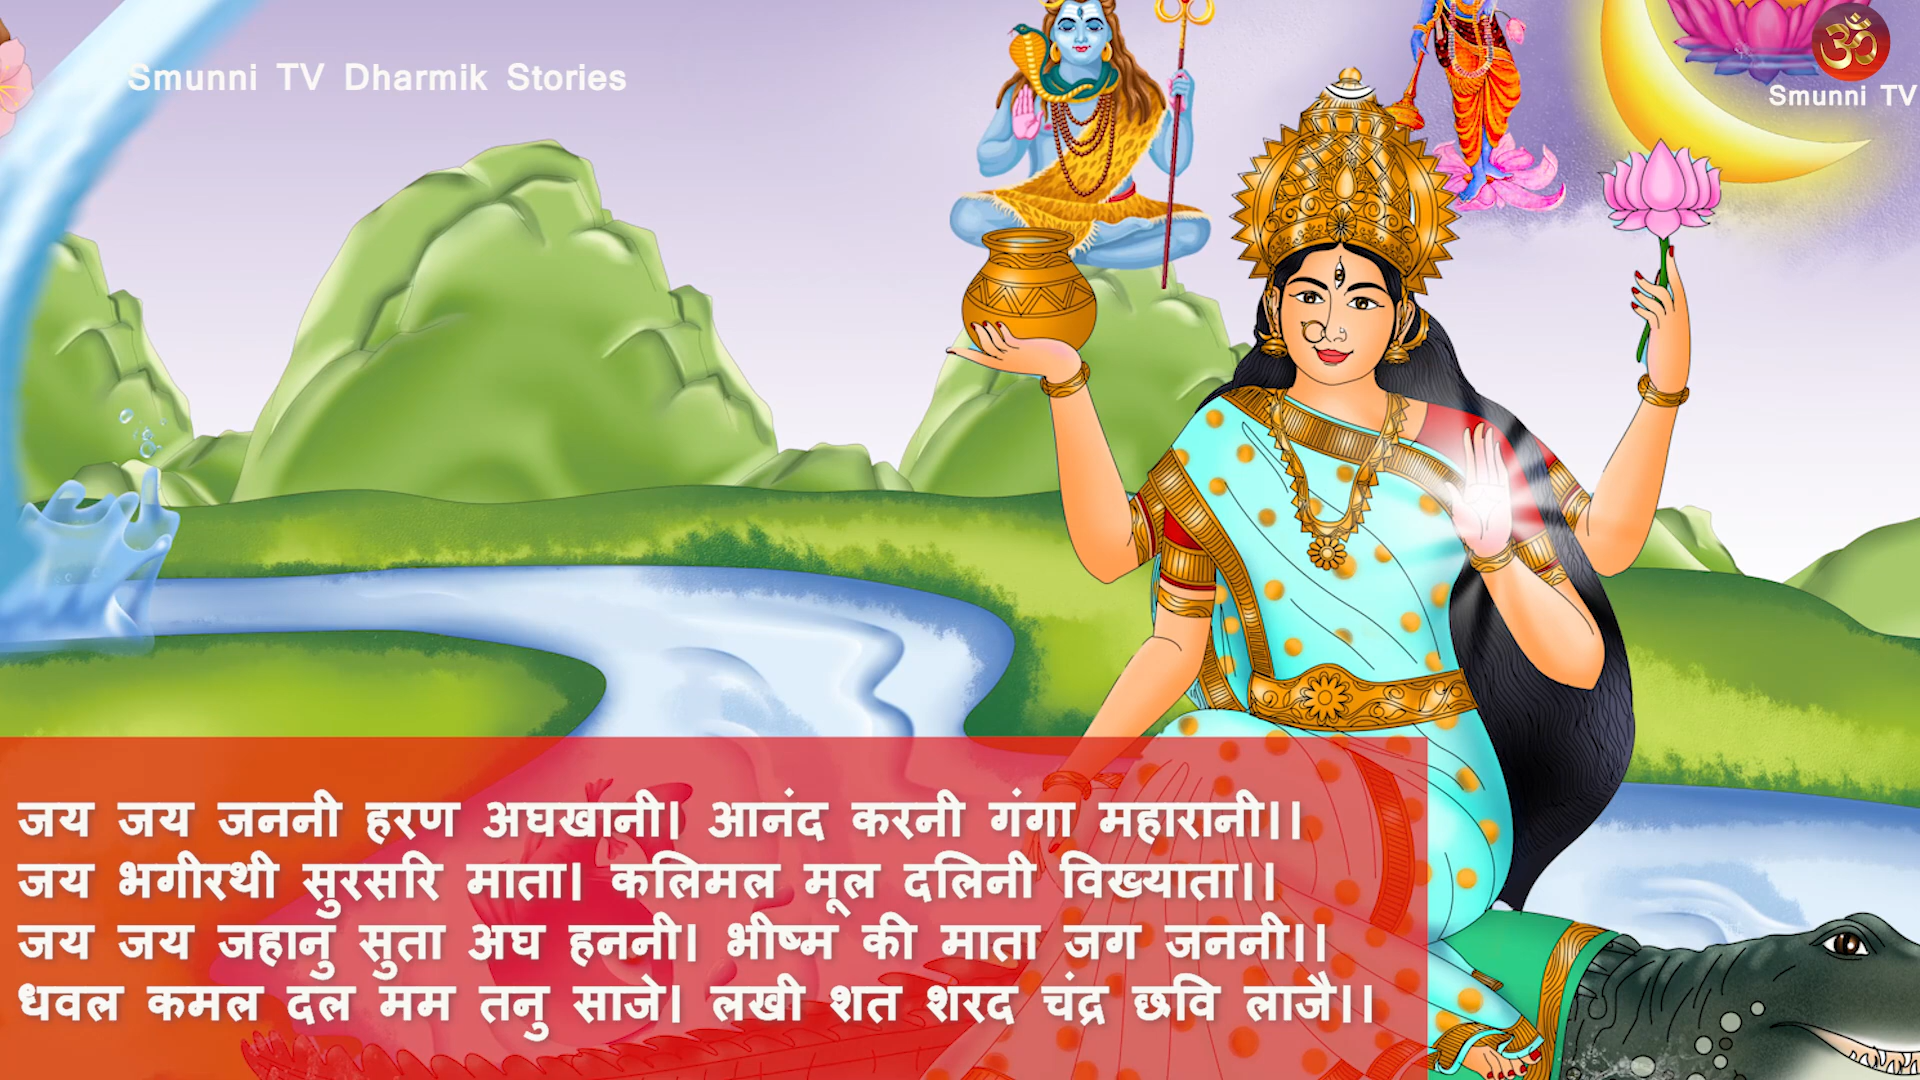 Smunni TV Dharmik Stories
ॐ
Smunni TV
जय जय जननी हरण अघखानी। आनंद करनी गंगा महारानी।।
जय भगीरथी सुरसरि माता। कलिमल मूल दलिनी विख्याता।।
जय जय जहानु सुता अघ हननी। भीष्म की माता जग जननी।।
धवल कमल दल मम तनु साजे। लखी शत शरद चंद्र छवि लाजै।।